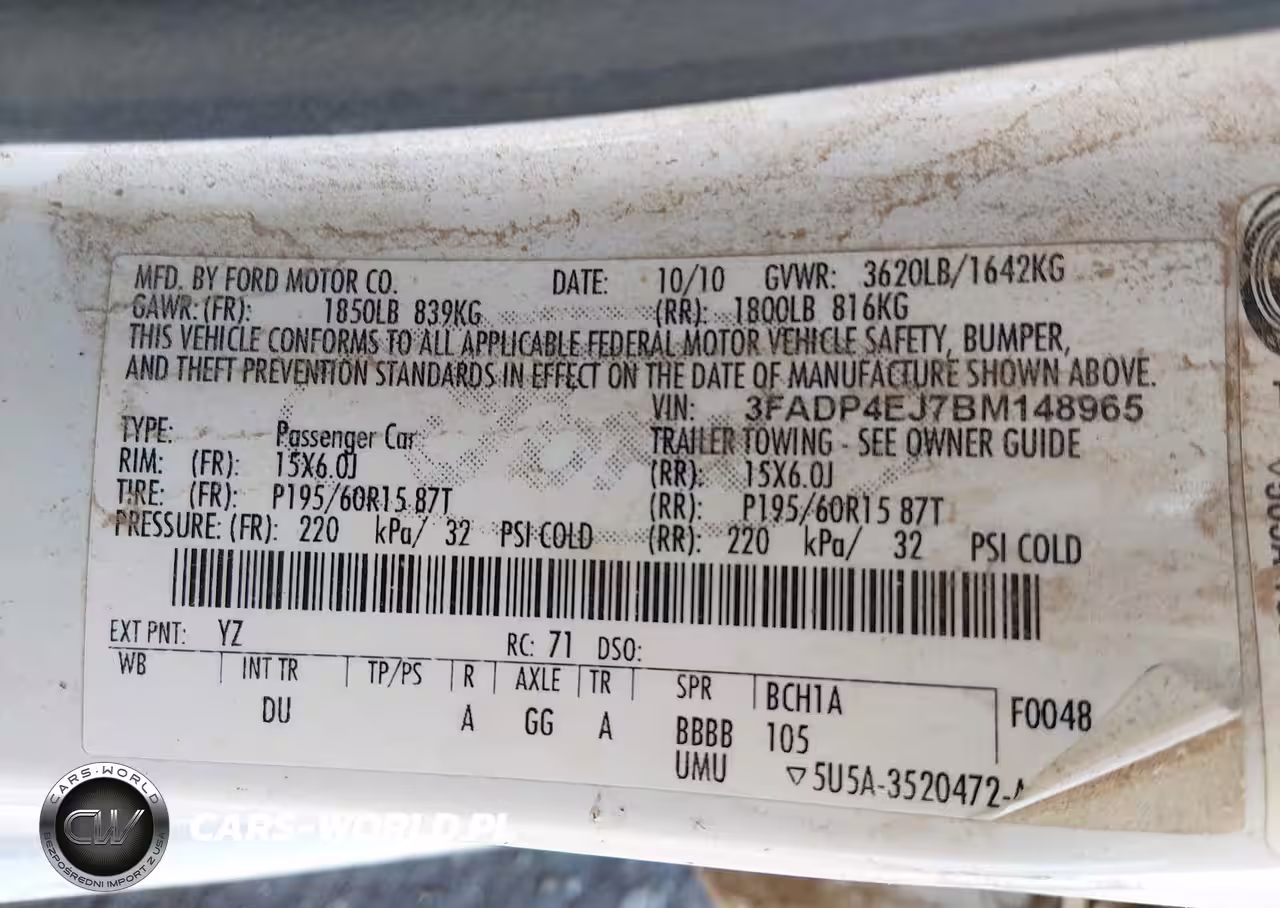 MFD. BY FORD MOTOR CO. DATE: 10/10 GVWR: 3620LB/1642KG
GAWR: (FR): 1850LB 839KG (RR): 1800LB 816KG
THIS VEHICLE CONFORMS TO ALL APPLICABLE FEDERAL MOTOR VEHICLE SAFETY, BUMPER,
AND THEFT PREVENTION STANDARDS IN EFFECT ON THE DATE OF MANUFACTURE SHOWN ABOVE.
VIN: 3FADP4EJ7BM148965
TYPE: Passenger Car TRAILER TOWING - SEE OWNER GUIDE
RIM: (FR): 15X6.0J (RR): 15X6.0J
TIRE: (FR): P195/60R15 87T (RR): P195/60R15 87T
PRESSURE: (FR): 220 kPa/ 32 PSI COLD (RR): 220 kPa/ 32 PSI COLD
EXT PNT: YZ RC: 71 DSO:
WB INT TR TP/PS R AXLE TR SPR BCH1A
DU A GG A BBBB 105 F0048
UMU ▽5U5A-3520472-
CARS-WORLD
CW
BEZPOŚREDNI IMPORT Z USA
CARS-WORLD.PL